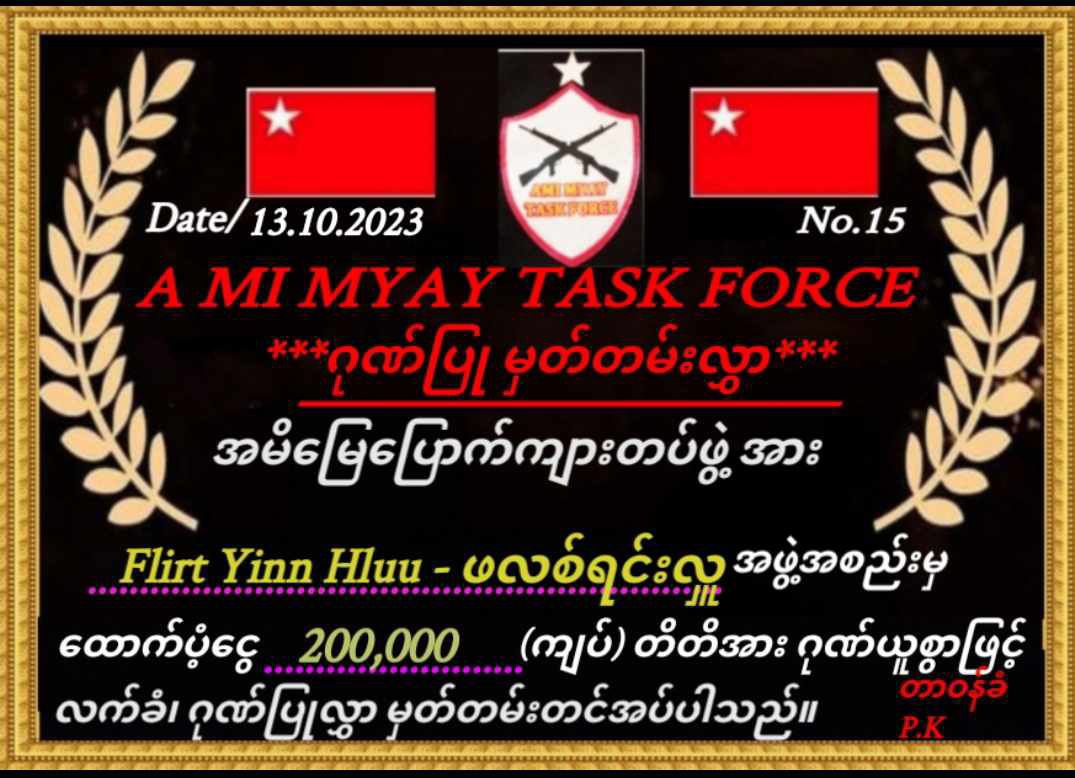 AMI MYAY
TASK FORCE
Date/ 13.10.2023
No.15
A MI MYAY TASK FORCE
***ဂုဏ်ပြု မှတ်တမ်းလွှာ***
အမိမြေပြောက်ကျားတပ်ဖွဲ့ အား
Flirt Yinn Hluu - ဖလစ်ရင်းလှူ အဖွဲ့အစည်းမှ
ထောက်ပံ့ငွေ 200,000 (ကျပ်) တိတိအား ဂုဏ်ယူစွာဖြင့်
လက်ခံ၊ ဂုဏ်ပြုလွှာ မှတ်တမ်းတင်အပ်ပါသည်။
တာဝန်ခံ
P.K